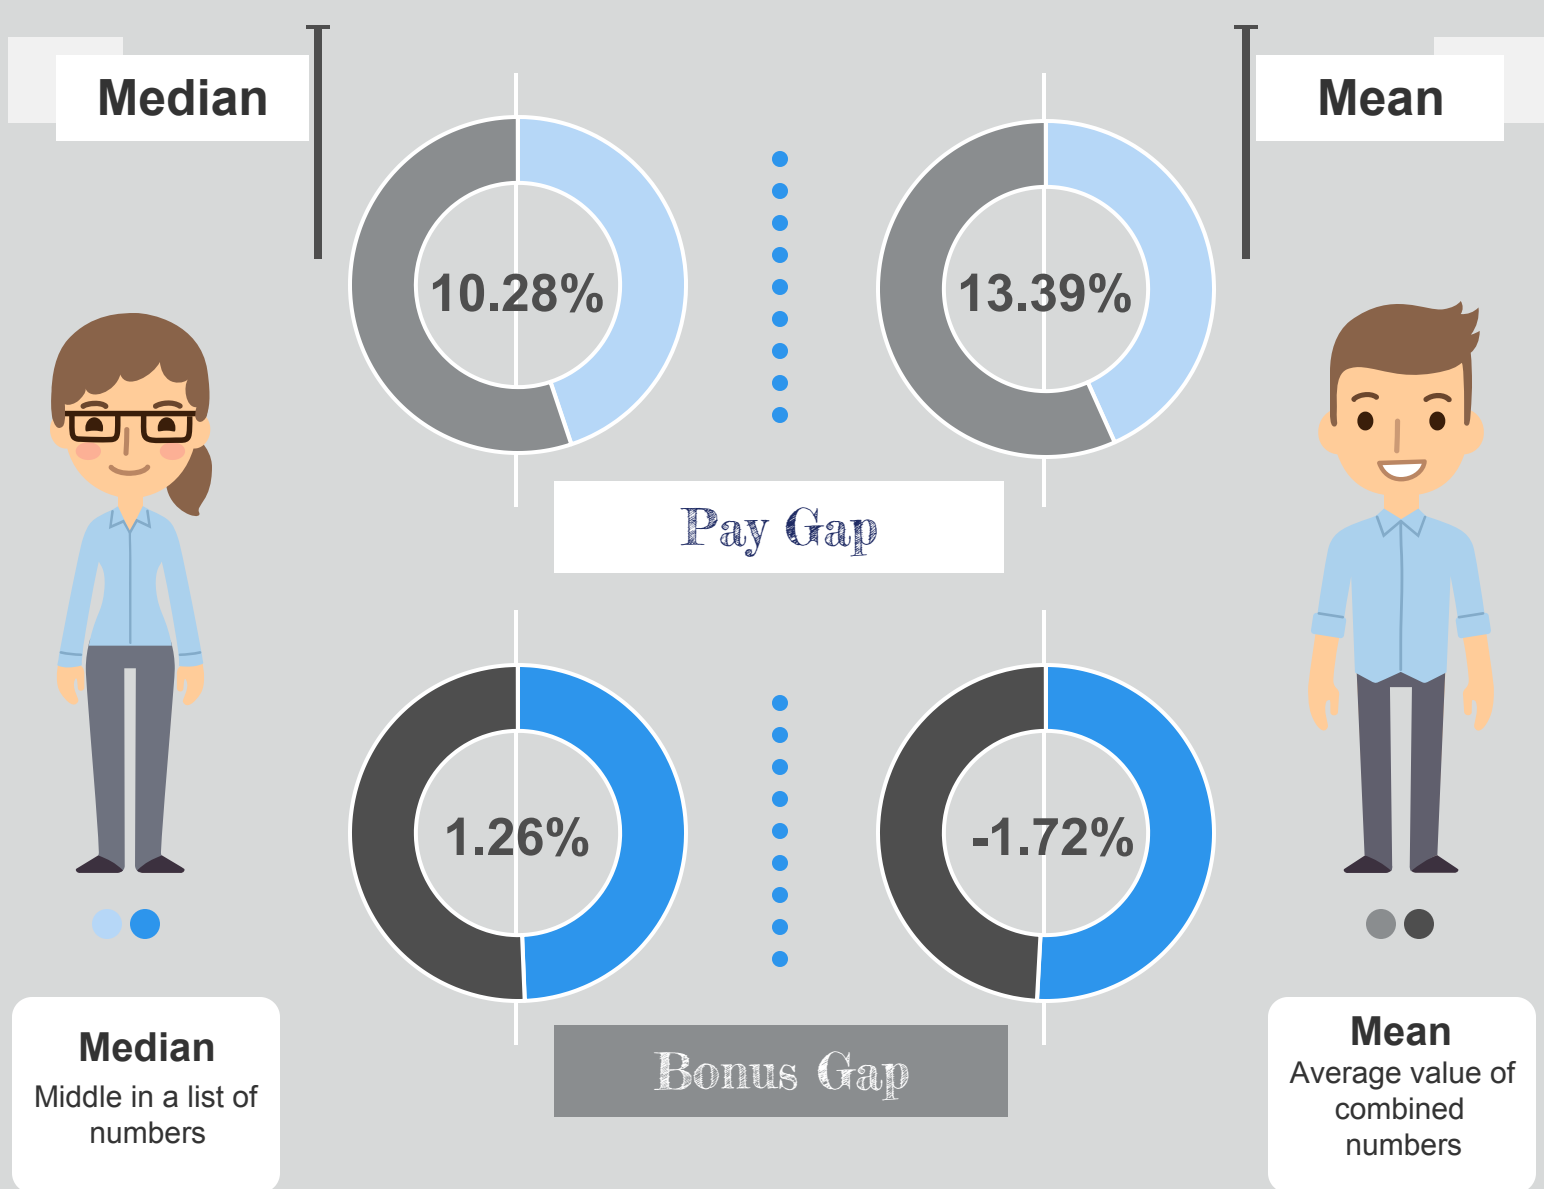 Median
Mean
10.28%
13.39%
Pay Gap
1.26%
-1.72%
Bonus Gap
Median
Middle in a list of
numbers
Mean
Average value of
combined
numbers